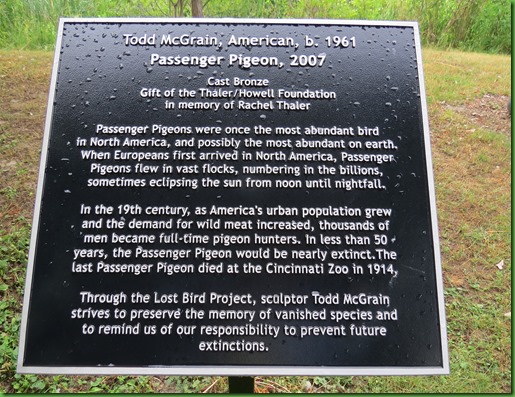 Todd McGrain, American, b. 1961
Passenger Pigeon, 2007
Cast Bronze
Gift of the Thaler/Howell Foundation
in memory of Rachel Thaler
Passenger Pigeons were once the most abundant bird
in North America, and possibly the most abundant on earth.
When Europeans first arrived in North America, Passenger
Pigeons flew in vast flocks, numbering in the billions,
sometimes eclipsing the sun from noon until nightfall.
In the 19th century, as America's urban population grew
and the demand for wild meat increased, thousands of
men became full-time pigeon hunters. In less than 50
years, the Passenger Pigeon would be nearly extinct. The
last Passenger Pigeon died at the Cincinnati Zoo in 1914.
Through the Lost Bird Project, sculptor Todd McGrain
strives to preserve the memory of vanished species and
to remind us of our responsibility to prevent future
extinctions.